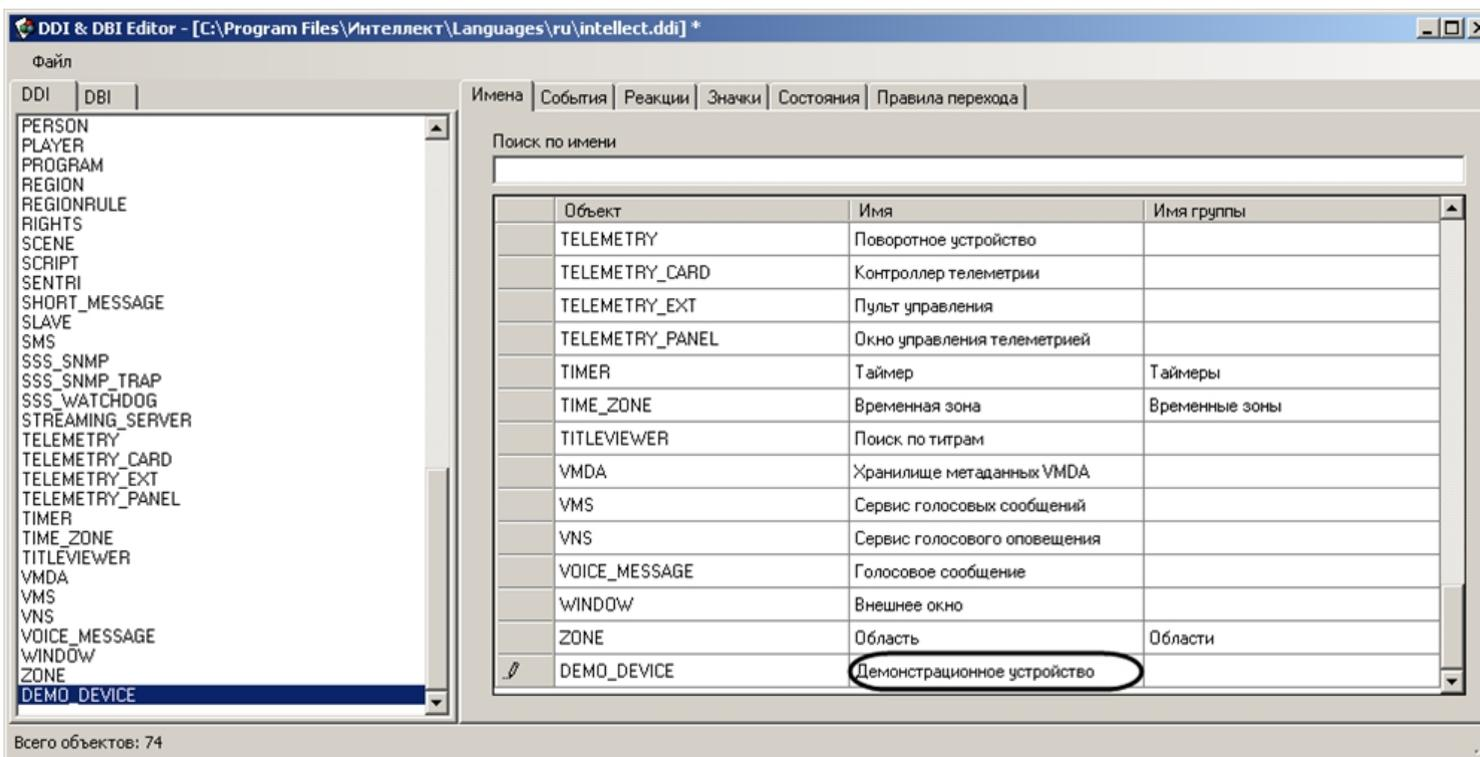 DDI & DBI Editor - [C:\Program Files\Интеллект\Languages\ru\intellect.ddi] *
Файл
DDI DBI
PERSON
PLAYER
PROGRAM
REGION
REGIONRULE
RIGHTS
SCENE
SCRIPT
SENTRI
SHORT_MESSAGE
SLAVE
SMS
SSS_SNMP
SSS_SNMP_TRAP
SSS_WATCHDOG
STREAMING_SERVER
TELEMETRY
TELEMETRY_CARD
TELEMETRY_EXT
TELEMETRY_PANEL
TIMER
TIME_ZONE
TITLEVIEWER
VMDA
VMS
VNS
VOICE_MESSAGE
WINDOW
ZONE
DEMO_DEVICE
Имена События Реакции Значки Состояния Правила перехода
Поиск по имени
Объект Имя Имя группы
TELEMETRY Поворотное устройство
TELEMETRY_CARD Контроллер телеметрии
TELEMETRY_EXT Пульт управления
TELEMETRY_PANEL Окно управления телеметрией
TIMER Таймер Таймеры
TIME_ZONE Временная зона Временные зоны
TITLEVIEWER Поиск по титрам
VMDA Хранилище метаданных VMDA
VMS Сервис голосовых сообщений
VNS Сервис голосового оповещения
VOICE_MESSAGE Голосовое сообщение
WINDOW Внешнее окно
ZONE Область Области
DEMO_DEVICE Демонстрационное устройство
Всего объектов: 74